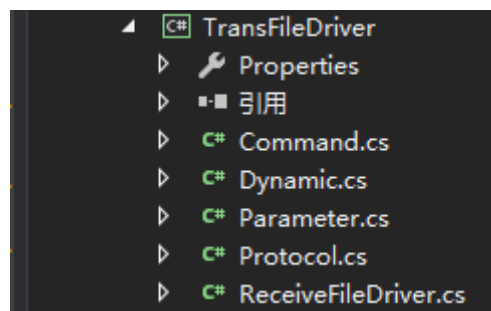 C# TransFileDriver
Properties
引用
C# Command.cs
C# Dynamic.cs
C# Parameter.cs
C# Protocol.cs
C# ReceiveFileDriver.cs